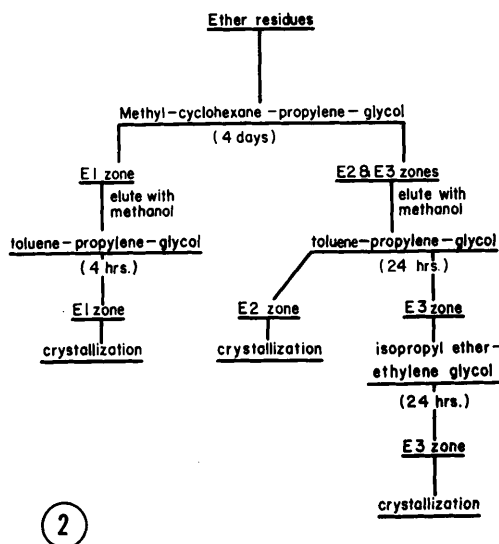 Ether residues
Methyl-cyclohexane-propylene-glycol
(4 days)
E1 zone
elute with
methanol
toluene-propylene-glycol
(4 hrs.)
E1 zone
crystallization
E2 & E3 zones
elute with
methanol
toluene-propylene-glycol
(24 hrs.)
E2 zone
crystallization
E3 zone
isopropyl ether-
ethylene glycol
(24 hrs.)
E3 zone
crystallization
2